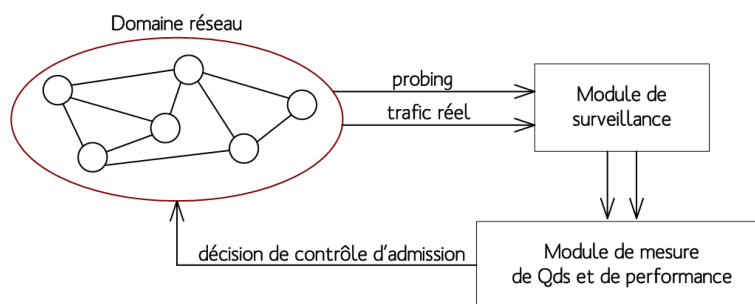 Domaine réseau
probing
trafic réel
Module de
surveillance
décision de contrôle d'admission
Module de mesure
de Qds et de performance